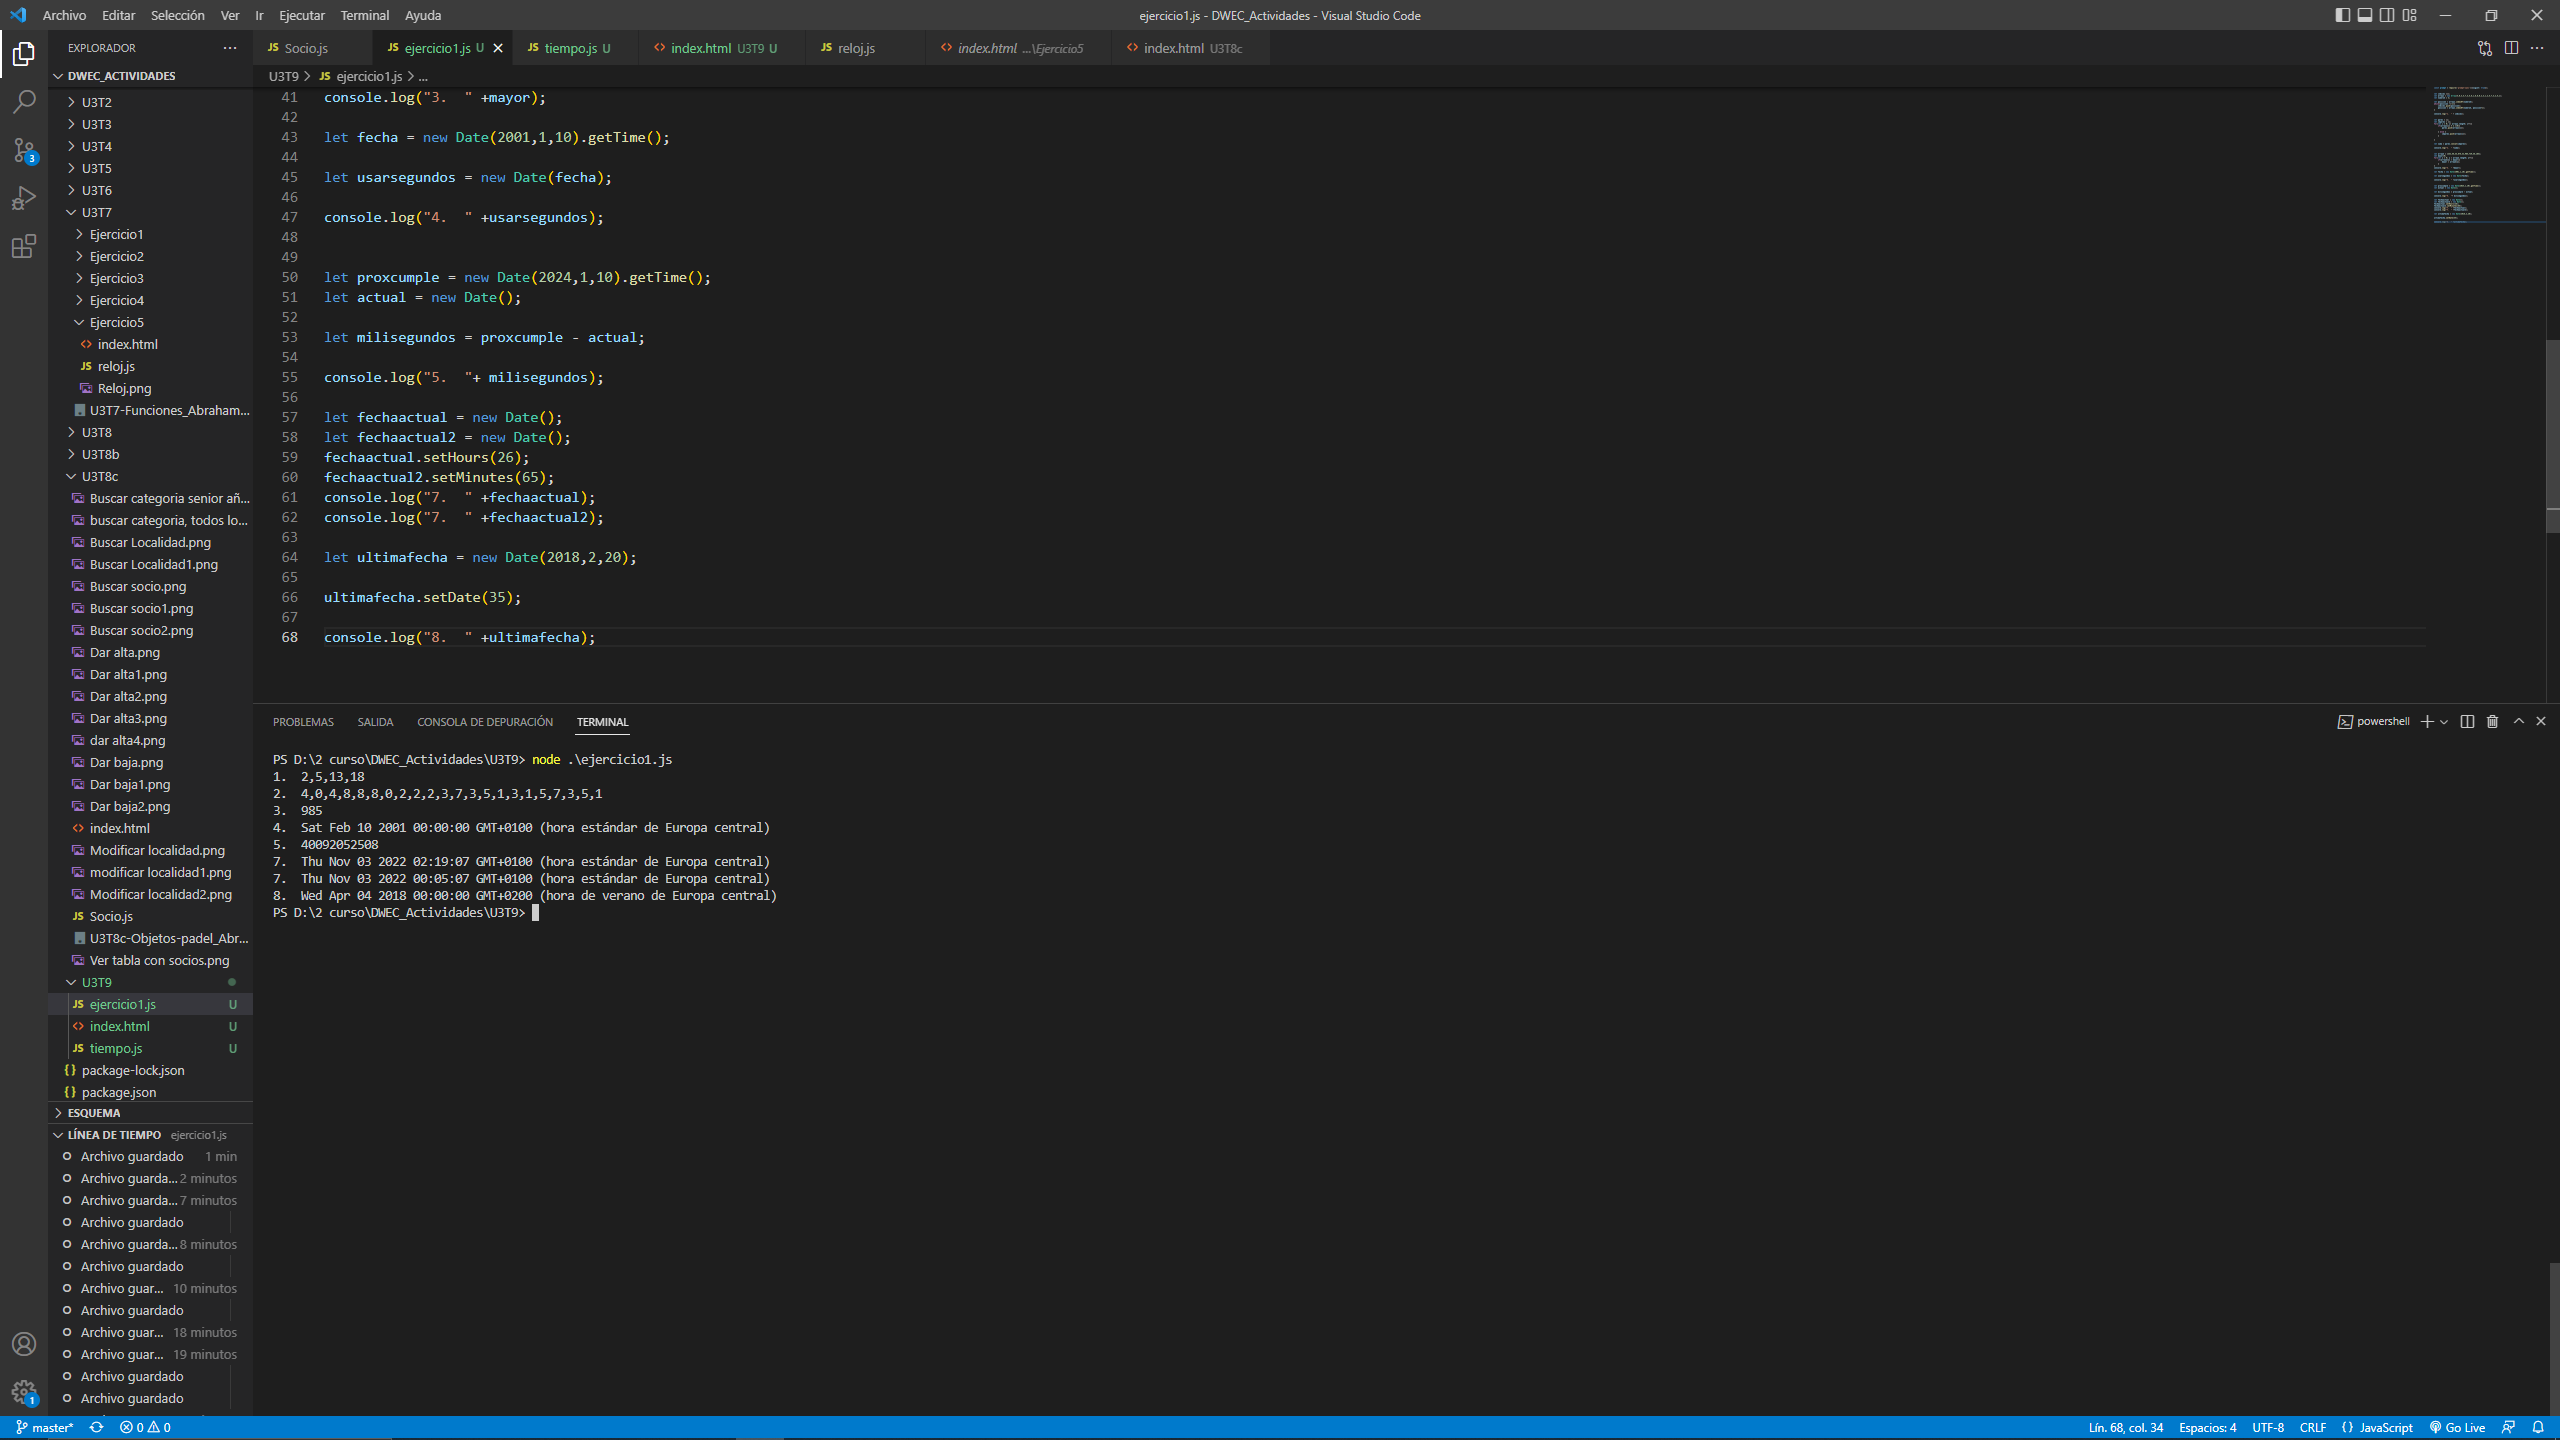 Archivo Editar Selección Ver Ir Ejecutar Terminal Ayuda
ejercicio1.js - DWEC_Actividades - Visual Studio Code
EXPLORADOR
DWEC_ACTIVIDADES
U3T2
U3T3
U3T4
U3T5
U3T6
U3T7
Ejercicio1
Ejercicio2
Ejercicio3
Ejercicio4
Ejercicio5
index.html
JS reloj.js
Reloj.png
U3T7-Funciones_Abraham...
U3T8
U3T8b
U3T8c
Buscar categoria senior añ...
buscar categoria, todos lo...
Buscar Localidad.png
Buscar Localidad1.png
Buscar socio.png
Buscar socio1.png
Buscar socio2.png
Dar alta.png
Dar alta1.png
Dar alta2.png
Dar alta3.png
dar alta4.png
Dar baja.png
Dar baja1.png
Dar baja2.png
index.html
Modificar localidad.png
modificar localidad1.png
Modificar localidad2.png
JS Socio.js
U3T8c-Objetos-padel_Abr...
Ver tabla con socios.png
U3T9
JS ejercicio1.js U
index.html U
JS tiempo.js U
package-lock.json
package.json
ESQUEMA
LÍNEA DE TIEMPO ejercicio1.js
Archivo guardado 1 min
Archivo guarda... 2 minutos
Archivo guarda... 7 minutos
Archivo guardado
Archivo guarda... 8 minutos
Archivo guardado
Archivo guar... 10 minutos
Archivo guardado
Archivo guar... 18 minutos
Archivo guar... 19 minutos
Archivo guardado
Archivo guardado
3
1
JS Socio.js JS ejercicio1.js U JS tiempo.js U index.html U3T9 U JS reloj.js index.html ...\Ejercicio5 index.html U3T8c
U3T9 > JS ejercicio1.js > ...
41 console.log("3.  " +mayor);
42
43 let fecha = new Date(2001,1,10).getTime();
44
45 let usarsegundos = new Date(fecha);
46
47 console.log("4.  " +usarsegundos);
48
49
50 let proxcumple = new Date(2024,1,10).getTime();
51 let actual = new Date();
52
53 let milisegundos = proxcumple - actual;
54
55 console.log("5.  "+ milisegundos);
56
57 let fechaactual = new Date();
58 let fechaactual2 = new Date();
59 fechaactual.setHours(26);
60 fechaactual2.setMinutes(65);
61 console.log("7.  " +fechaactual);
62 console.log("7.  " +fechaactual2);
63
64 let ultimafecha = new Date(2018,2,20);
65
66 ultimafecha.setDate(35);
67
68 console.log("8.  " +ultimafecha);
PROBLEMAS SALIDA CONSOLA DE DEPURACIÓN TERMINAL
powershell
PS D:\2 curso\DWEC_Actividades\U3T9> node .\ejercicio1.js
1.  2,5,13,18
2.  4,0,4,8,8,8,0,2,2,2,3,7,3,5,1,3,1,5,7,3,5,1
3.  985
4.  Sat Feb 10 2001 00:00:00 GMT+0100 (hora estándar de Europa central)
5.  40092052508
7.  Thu Nov 03 2022 02:19:07 GMT+0100 (hora estándar de Europa central)
7.  Thu Nov 03 2022 00:05:07 GMT+0100 (hora estándar de Europa central)
8.  Wed Apr 04 2018 00:00:00 GMT+0200 (hora de verano de Europa central)
PS D:\2 curso\DWEC_Actividades\U3T9>
master* 0 0
Lín. 68, col. 34 Espacios: 4 UTF-8 CRLF JavaScript Go Live